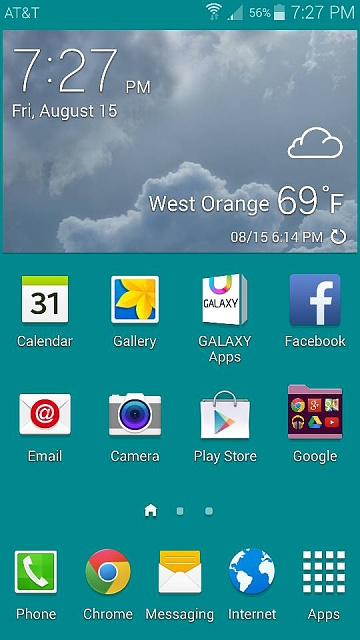 AT&T 56% 7:27 PM
7:27 PM
Fri, August 15
West Orange 69°F
08/15 6:14 PM
31
GALAXY
Calendar Gallery GALAXY Apps Facebook
Email Camera Play Store Google
Phone Chrome Messaging Internet Apps